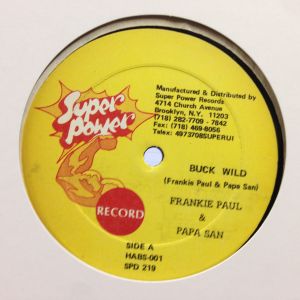 Super
Power
RECORD
Manufactured & Distributed by
Super Power Records
4714 Church Avenue
Brooklyn, N.Y. 11203
(718) 282-7709 - 7842
Fax: (718) 469-8056
Telex: 4973708SUPERUI
BUCK WILD
(Frankie Paul & Papa San)
FRANKIE PAUL
&
PAPA SAN
SIDE A
HABS-001
SPD 219